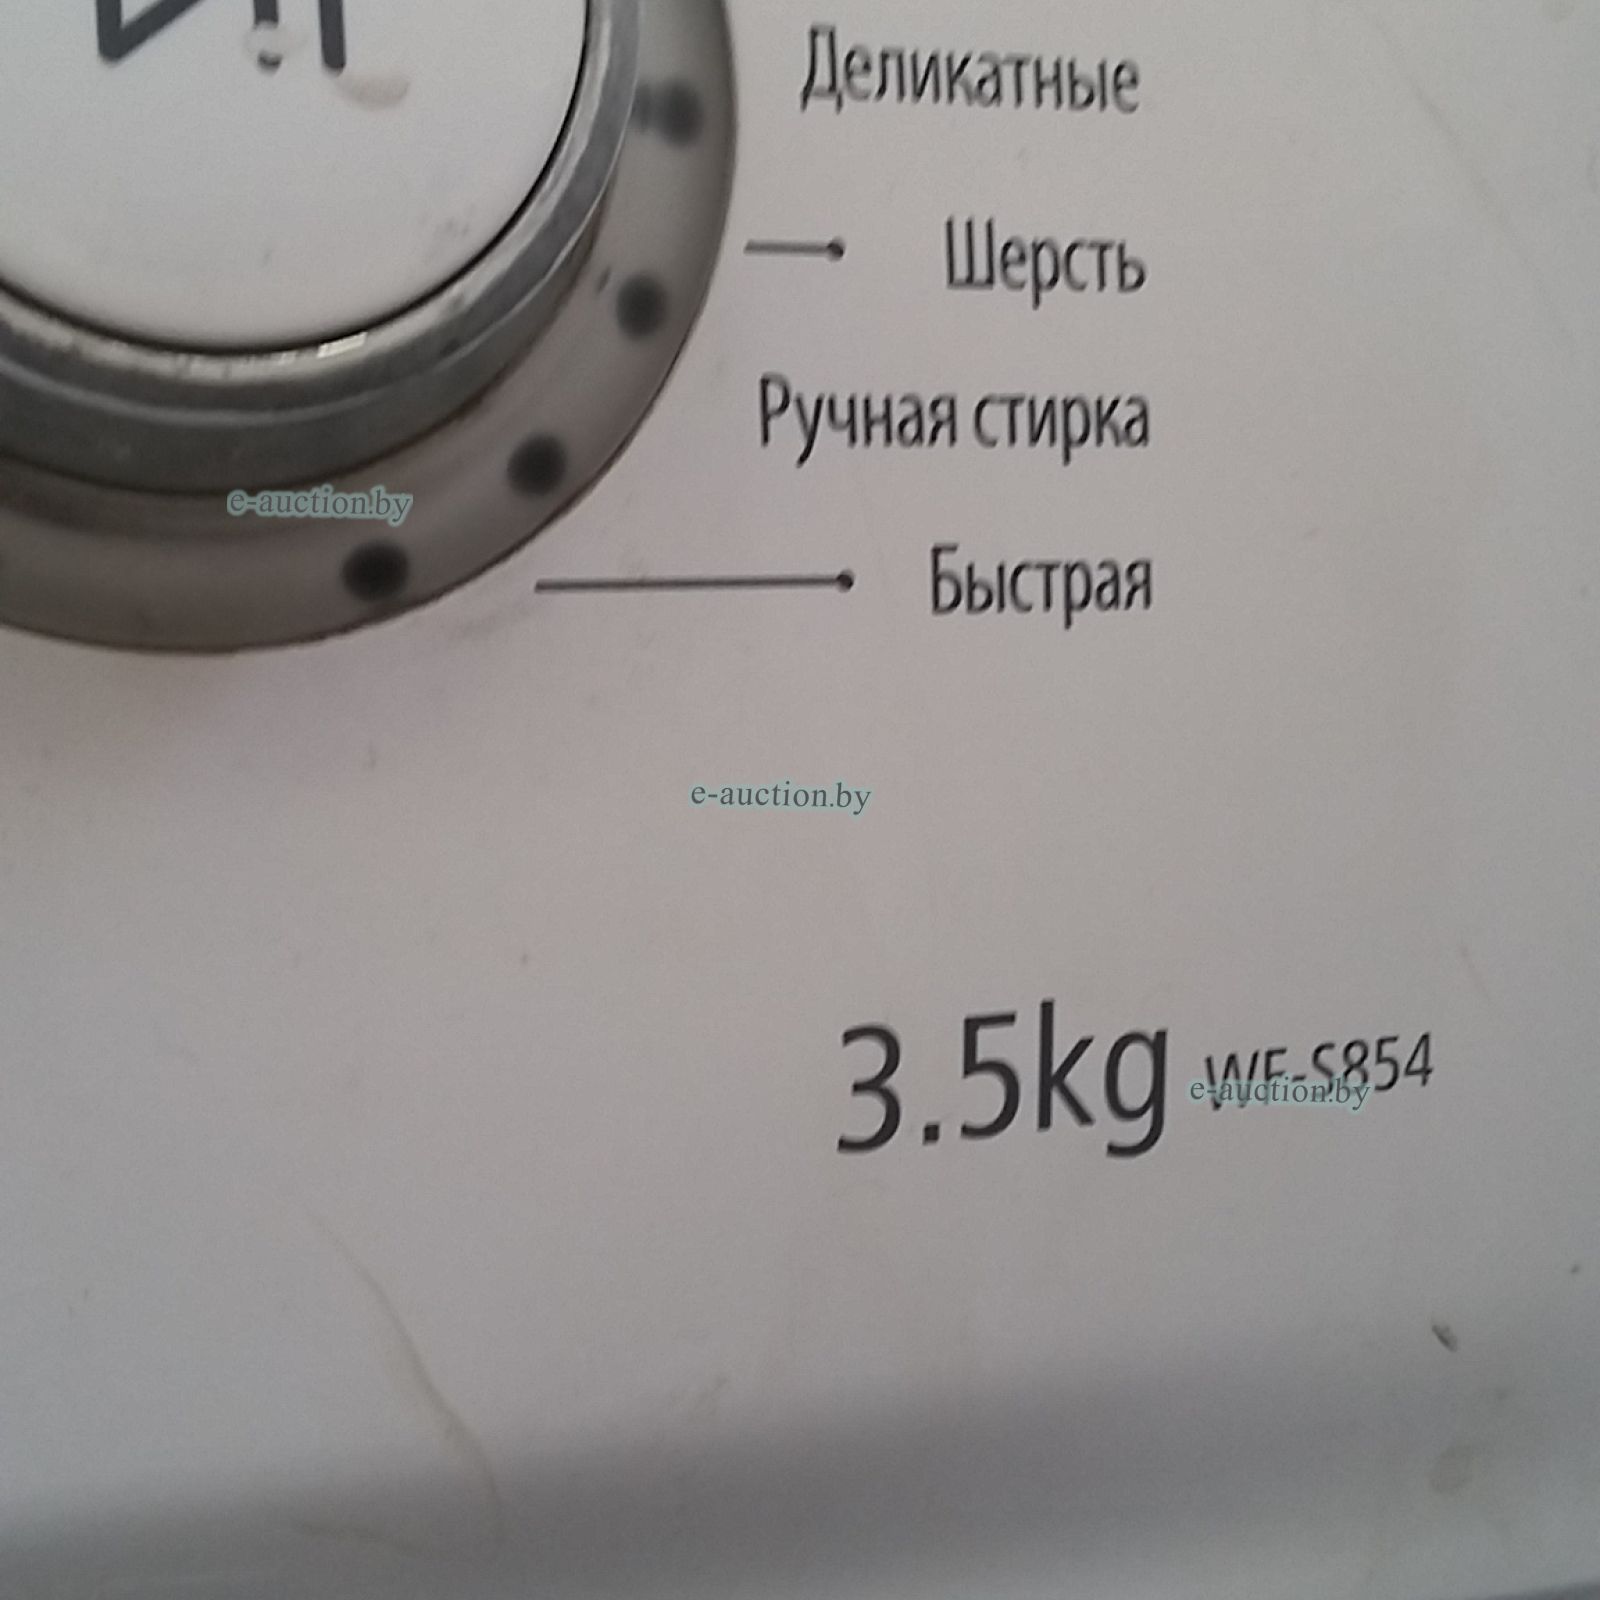 Деликатные
Шерсть
Ручная стирка
e-auction.by
Быстрая
e-auction.by
3.5kg WF-S854
e-auction.by